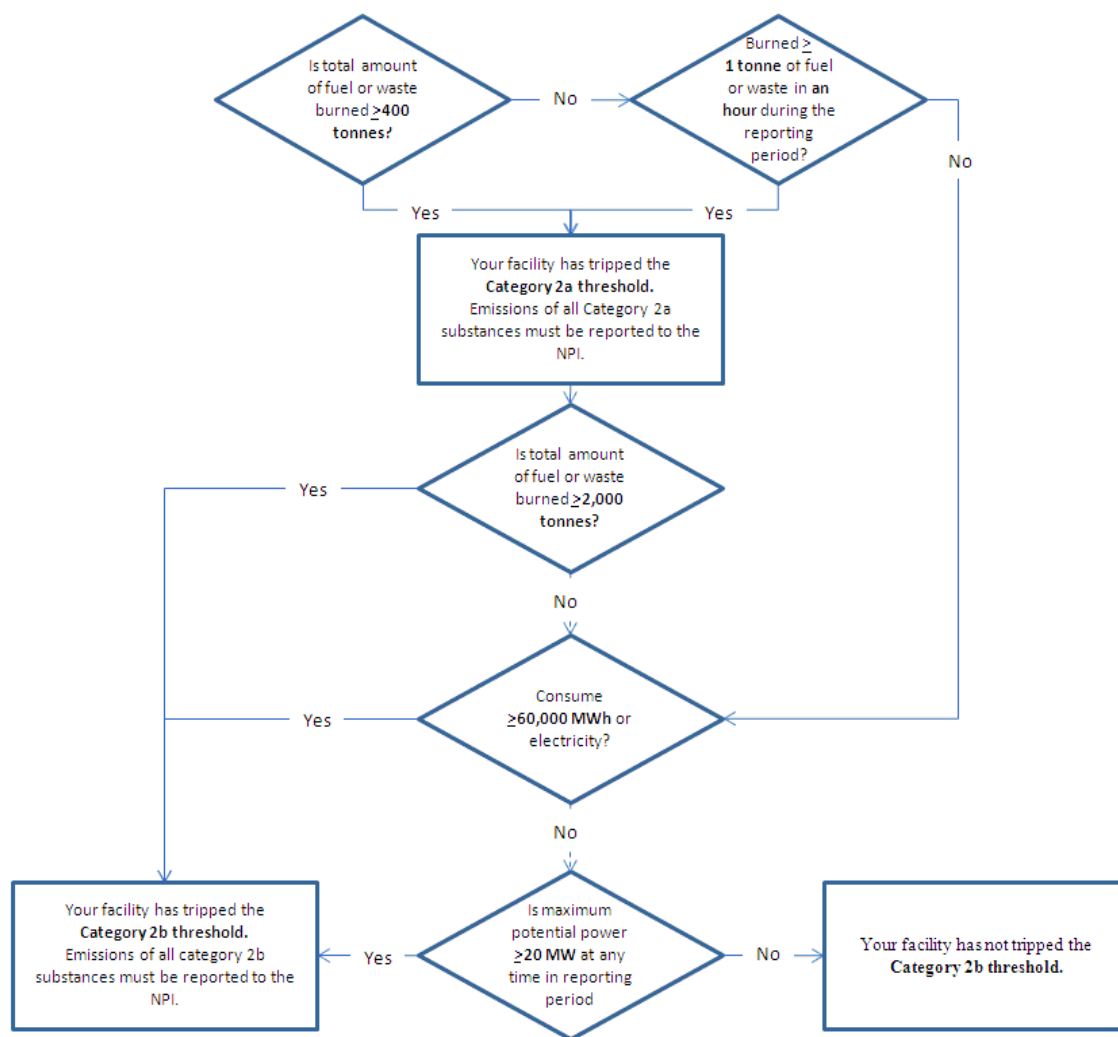 Is total amount
of fuel or waste
burned >400
tonnes?
No
Burned >
1 tonne of fuel
or waste in an
hour during the
reporting
period?
No
Yes
Yes
Your facility has tripped the
Category 2a threshold.
Emissions of all Category 2a
substances must be reported to the
NPI.
Is total amount
of fuel or waste
burned >2,000
tonnes?
Yes
No
Consume
>60,000 MWh or
electricity?
Yes
No
Your facility has tripped the
Category 2b threshold.
Emissions of all category 2b
substances must be reported to the
NPI.
Yes
Is maximum
potential power
>20 MW at any
time in reporting
period
No
Your facility has not tripped the
Category 2b threshold.